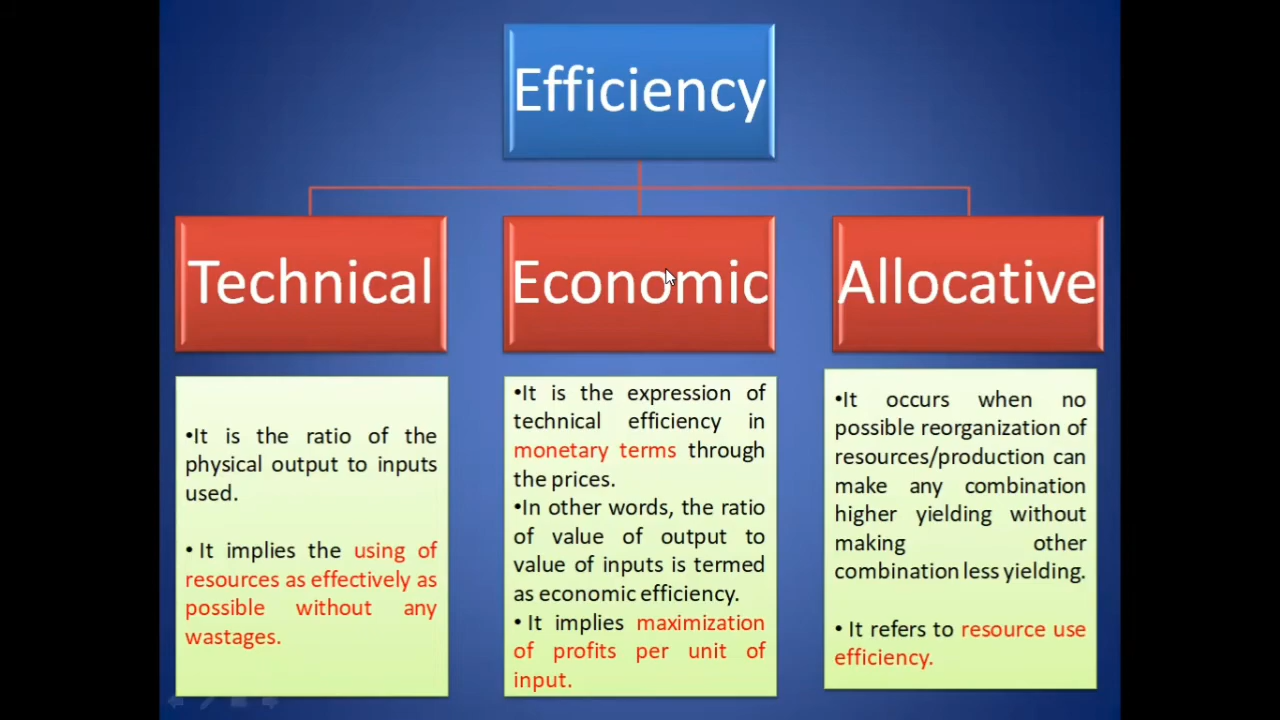 Efficiency
Technical
Economic
Allocative
•It is the ratio of the
physical output to inputs
used.
• It implies the using of
resources as effectively as
possible without any
wastages.
•It is the expression of
technical efficiency in
monetary terms through
the prices.
•In other words, the ratio
of value of output to
value of inputs is termed
as economic efficiency.
• It implies maximization
of profits per unit of
input.
•It occurs when no
possible reorganization of
resources/production can
make any combination
higher yielding without
making other
combination less yielding.
• It refers to resource use
efficiency.